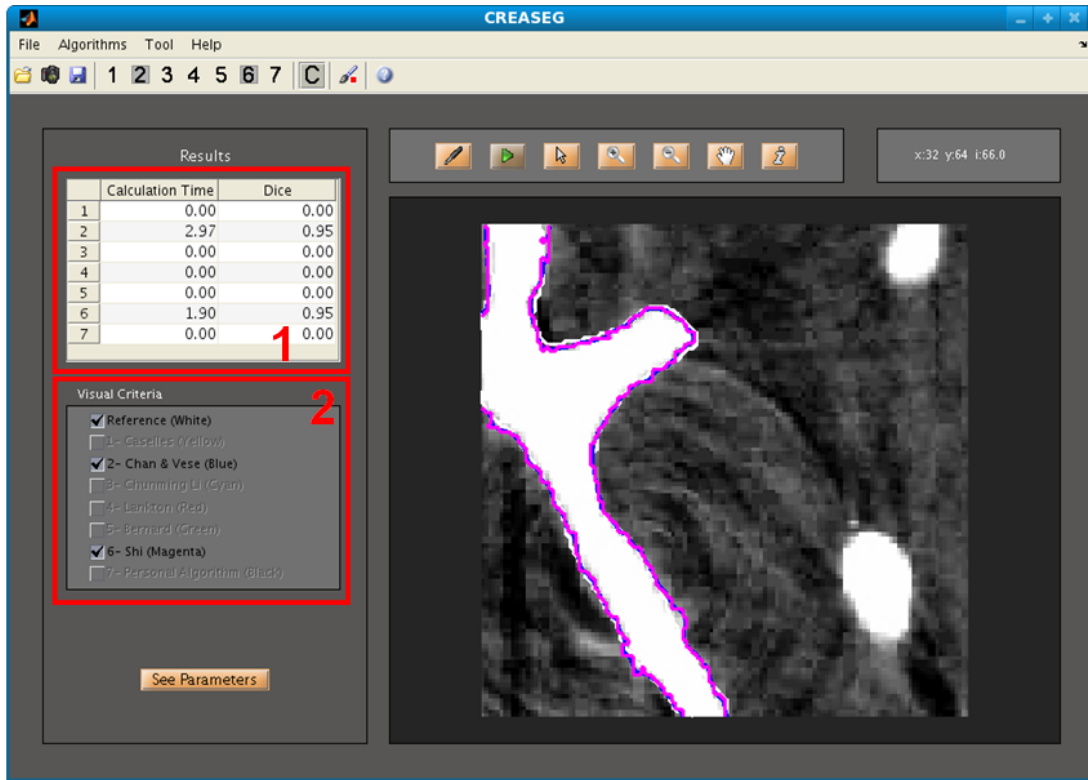 CREASEG
File Algorithms Tool Help
1 2 3 4 5 6 7 C
Results
x:32 y:64 i:66.0
Calculation Time Dice
1 0.00 0.00
2 2.97 0.95
3 0.00 0.00
4 0.00 0.00
5 0.00 0.00
6 1.90 0.95
7 0.00 0.00
1
Visual Criteria
2
Reference (White)
1- Caselles (Yellow)
2- Chan & Vese (Blue)
3- Chunming Li (Cyan)
4- Lankton (Red)
5- Bernard (Green)
6- Shi (Magenta)
7- Personal Algorithm (Black)
See Parameters